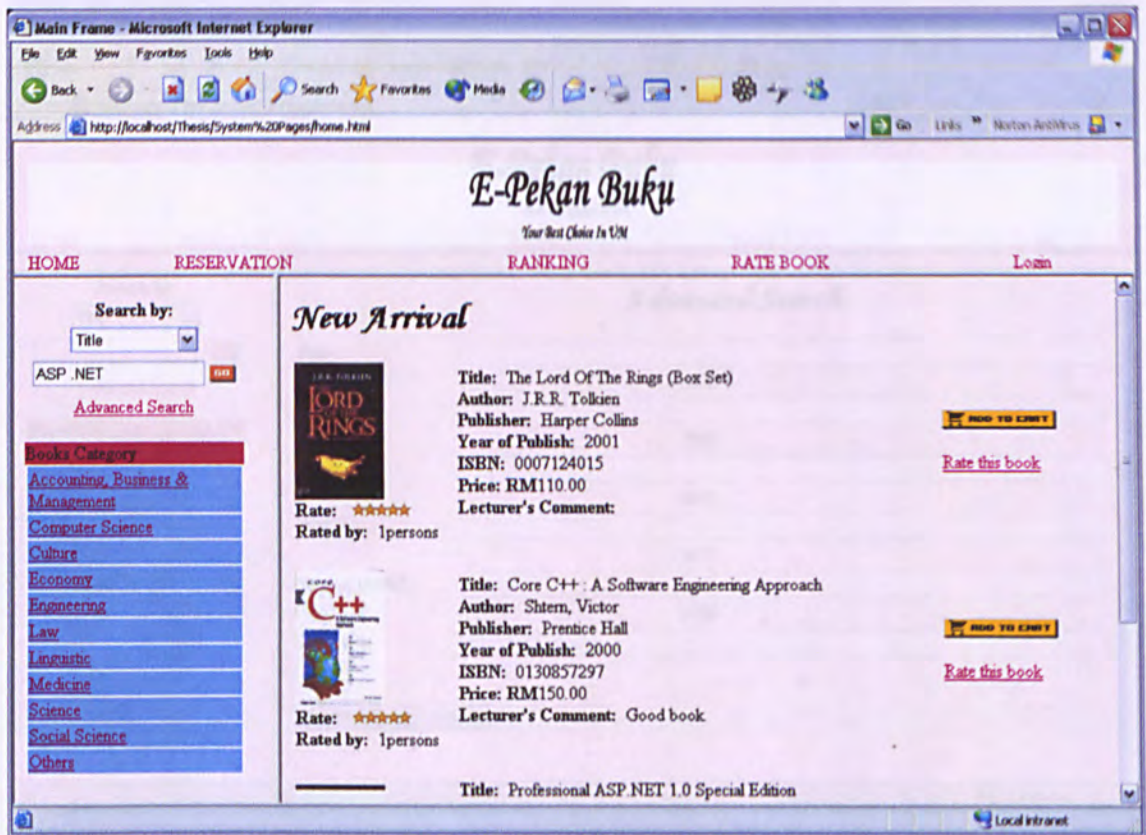 Main Frame - Microsoft Internet Explorer
File Edit View Favorites Tools Help
Back Search Favorites Media
Address http://localhost/Thesis/System%20Pages/home.html Go Links Norton AntiVirus
E-Pekan Buku
Your Best Choice In UM
HOME RESERVATION RANKING RATE BOOK Login
Search by:
Title
ASP .NET GO
Advanced Search
Books Category
Accounting, Business &
Management
Computer Science
Culture
Economy
Engineering
Law
Linguistic
Medicine
Science
Social Science
Others
New Arrival
J.R.R. TOLKIEN
LORD
OF THE
RINGS
Title: The Lord Of The Rings (Box Set)
Author: J.R.R. Tolkien
Publisher: Harper Collins
Year of Publish: 2001
ISBN: 0007124015
Price: RM110.00
Lecturer's Comment:
Rate:
Rated by: 1persons
ADD TO CART
Rate this book
CORE
C++
Title: Core C++ : A Software Engineering Approach
Author: Shtern, Victor
Publisher: Prentice Hall
Year of Publish: 2000
ISBN: 0130857297
Price: RM150.00
Lecturer's Comment: Good book
Rate:
Rated by: 1persons
ADD TO CART
Rate this book
Title: Professional ASP.NET 1.0 Special Edition
Local intranet